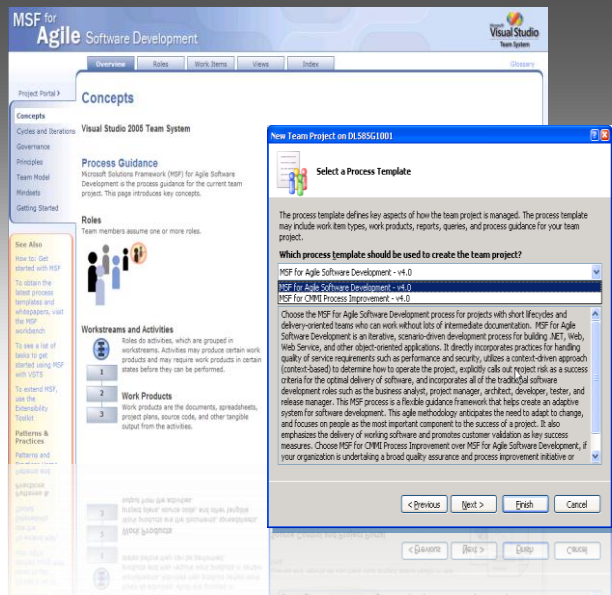 MSF for
Agile Software Development
Microsoft
Visual Studio
Team System
Overview Roles Work Items Views Index Glossary
Project Portal >
Concepts
Cycles and Iterations
Governance
Principles
Team Model
Mindsets
Getting Started
See Also
How to: Get
started with MSF
To obtain the
latest process
templates and
whitepapers, visit
the MSF
workbench
To see a list of
tasks to get
started using MSF
with VSTS
To extend MSF,
use the
Extensibility
Toolkit
Patterns &
Practices
Patterns and
Concepts
Visual Studio 2005 Team System
Process Guidance
Microsoft Solutions Framework (MSF) for Agile Software
Development is the process guidance for the current team
project. This page introduces key concepts.
Roles
Team members assume one or more roles.
Workstreams and Activities
Roles do activities, which are grouped in
workstreams. Activities may produce certain work
products and may require work products in certain
states before they can be performed.
1
2
3
Work Products
Work products are the documents, spreadsheets,
project plans, source code, and other tangible
output from the activities.
New Team Project on DL585G1001
Select a Process Template
The process template defines key aspects of how the team project is managed. The process template
may include work item types, work products, reports, queries, and process guidance for your team
project.
Which process template should be used to create the team project?
MSF for Agile Software Development - v4.0
MSF for Agile Software Development - v4.0
MSF for CMMI Process Improvement - v4.0
Choose the MSF for Agile Software Development process for projects with short lifecycles and
delivery-oriented teams who can work without lots of intermediate documentation. MSF for Agile
Software Development is an iterative, scenario-driven development process for building .NET, Web,
Web Service, and other object-oriented applications. It directly incorporates practices for handling
quality of service requirements such as performance and security, utilizes a context-driven approach
(context-based) to determine how to operate the project, explicitly calls out project risk as a success
criteria for the optimal delivery of software, and incorporates all of the traditional software
development roles such as the business analyst, project manager, architect, developer, tester, and
release manager. This MSF process is a flexible guidance framework that helps create an adaptive
system for software development. This agile methodology anticipates the need to adapt to change,
and focuses on people as the most important component to the success of a project. It also
emphasizes the delivery of working software and promotes customer validation as key success
measures. Choose MSF for CMMI Process Improvement over MSF for Agile Software Development, if
your organization is undertaking a broad quality assurance and process improvement initiative or
< Previous Next > Finish Cancel